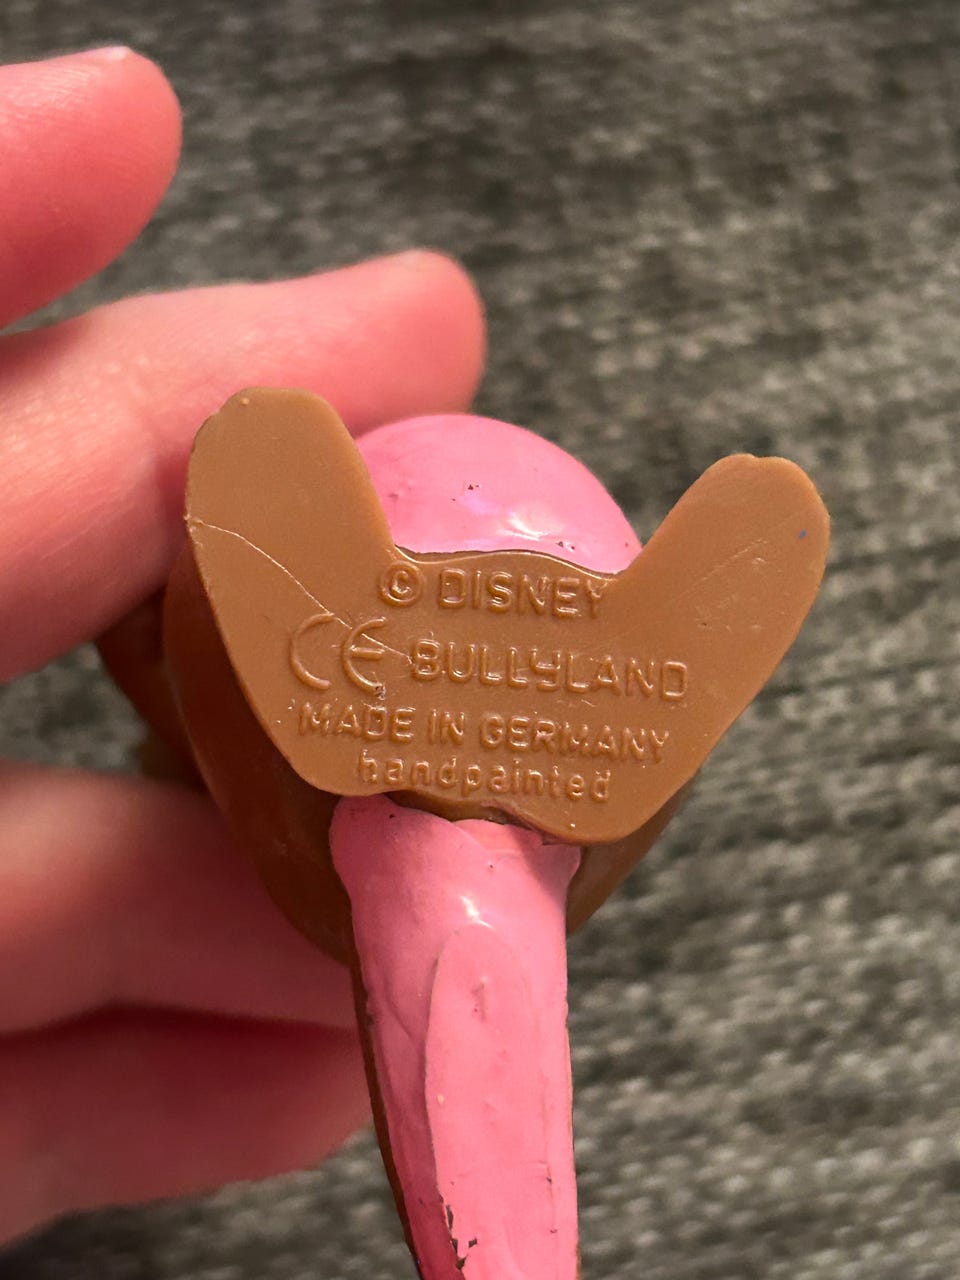 © DISNEY
CE BULLYLAND
MADE IN GERMANY
handpainted